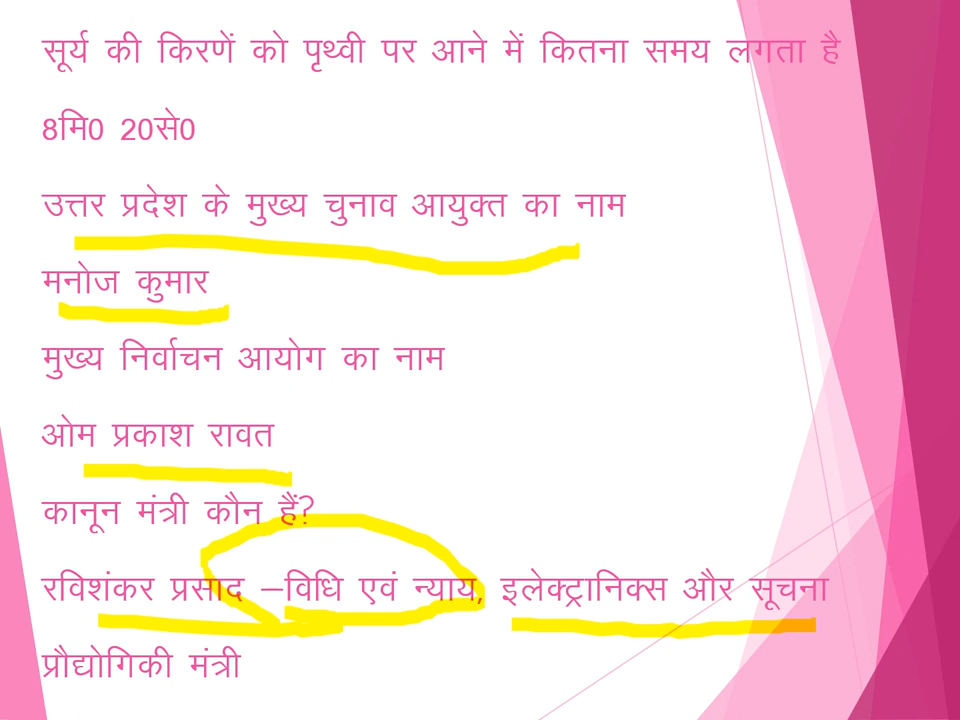 सूर्य की किरणें को पृथ्वी पर आने में कितना समय लगता है
8मि0 20से0
उत्तर प्रदेश के मुख्य चुनाव आयुक्त का नाम
मनोज कुमार
मुख्य निर्वाचन आयोग का नाम
ओम प्रकाश रावत
कानून मंत्री कौन हैं?
रविशंकर प्रसाद –विधि एवं न्याय, इलेक्ट्रानिक्स और सूचना
प्रौद्योगिकी मंत्री